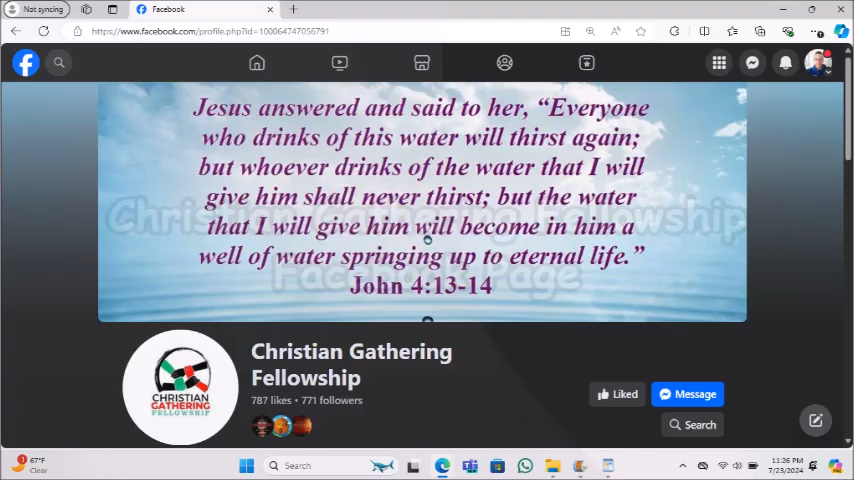 Not syncing
Facebook
https://www.facebook.com/profile.php?id=100064747056791
Jesus answered and said to her, “Everyone
who drinks of this water will thirst again;
but whoever drinks of the water that I will
give him shall never thirst; but the water
that I will give him will become in him a
well of water springing up to eternal life.”
John 4:13-14
Christian Gathering Fellowship
Facebook Page
CHRISTIAN
GATHERING
FELLOWSHIP
Christian Gathering
Fellowship
787 likes • 771 followers
Liked
Message
Search
67°F
Clear
Search
11:26 PM
7/23/2024